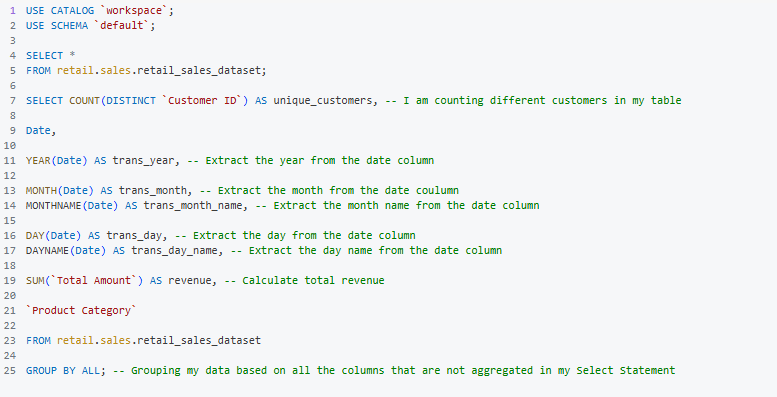 1 USE CATALOG `workspace`;
2 USE SCHEMA `default`;
3
4 SELECT *
5 FROM retail.sales.retail_sales_dataset;
6
7 SELECT COUNT(DISTINCT `Customer ID`) AS unique_customers, -- I am counting different customers in my table
8
9 Date,
10
11 YEAR(Date) AS trans_year, -- Extract the year from the date column
12
13 MONTH(Date) AS trans_month, -- Extract the month from the date coulumn
14 MONTHNAME(Date) AS trans_month_name, -- Extract the month name from the date column
15
16 DAY(Date) AS trans_day, -- Extract the day from the date column
17 DAYNAME(Date) AS trans_day_name, -- Extract the day name from the date column
18
19 SUM(`Total Amount`) AS revenue, -- Calculate total revenue
20
21 `Product Category`
22
23 FROM retail.sales.retail_sales_dataset
24
25 GROUP BY ALL; -- Grouping my data based on all the columns that are not aggregated in my Select Statement